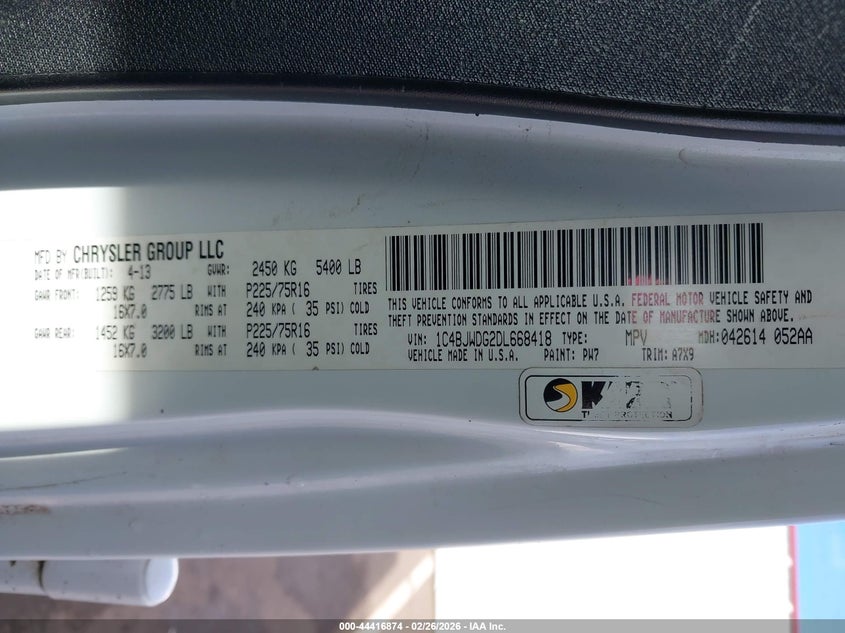 MFD BY CHRYSLER GROUP LLC
DATE OF MFR(BUILT): 4-13 GVWR: 2450 KG 5400 LB
GAWR FRONT: 1259 KG 2775 LB WITH P225/75R16 TIRES
16X7.0 RIMS AT 240 KPA ( 35 PSI) COLD
GAWR REAR: 1452 KG 3200 LB WITH P225/75R16 TIRES
16X7.0 RIMS AT 240 KPA ( 35 PSI) COLD
THIS VEHICLE CONFORMS TO ALL APPLICABLE U.S.A. FEDERAL MOTOR VEHICLE SAFETY AND
THEFT PREVENTION STANDARDS IN EFFECT ON THE DATE OF MANUFACTURE SHOWN ABOVE.
VIN: 1C4BJWDG2DL668418 TYPE: MPV MDH: 042614 052AA
VEHICLE MADE IN U.S.A. PAINT: PW7 TRIM: A7X9
PROTECTION
000-44416874 | 02/26/2026 - IAA Inc.